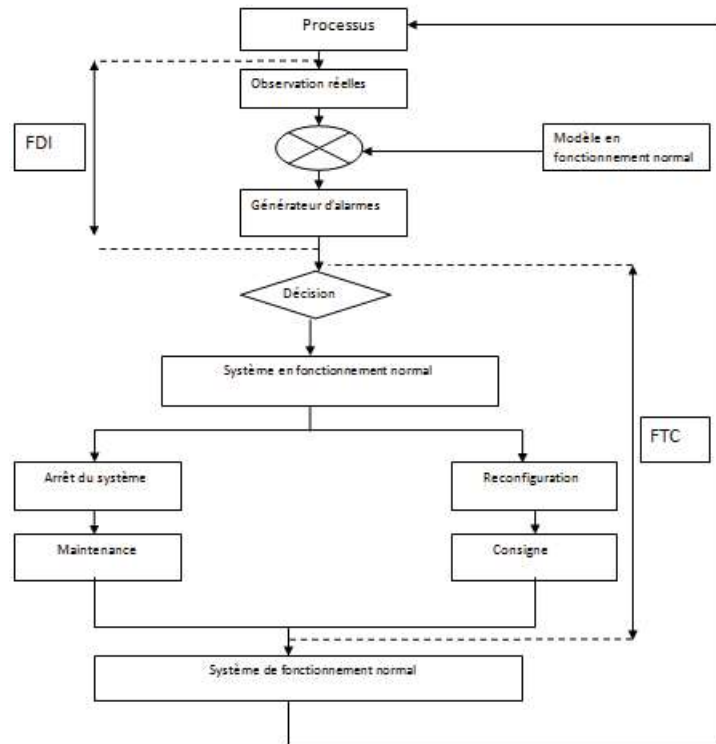 Processus
Observation réelles
FDI
Modèle en
fonctionnement normal
Générateur d'alarmes
Décision
Système en fonctionnement normal
FTC
Arrêt du système
Reconfiguration
Maintenance
Consigne
Système de fonctionnement normal